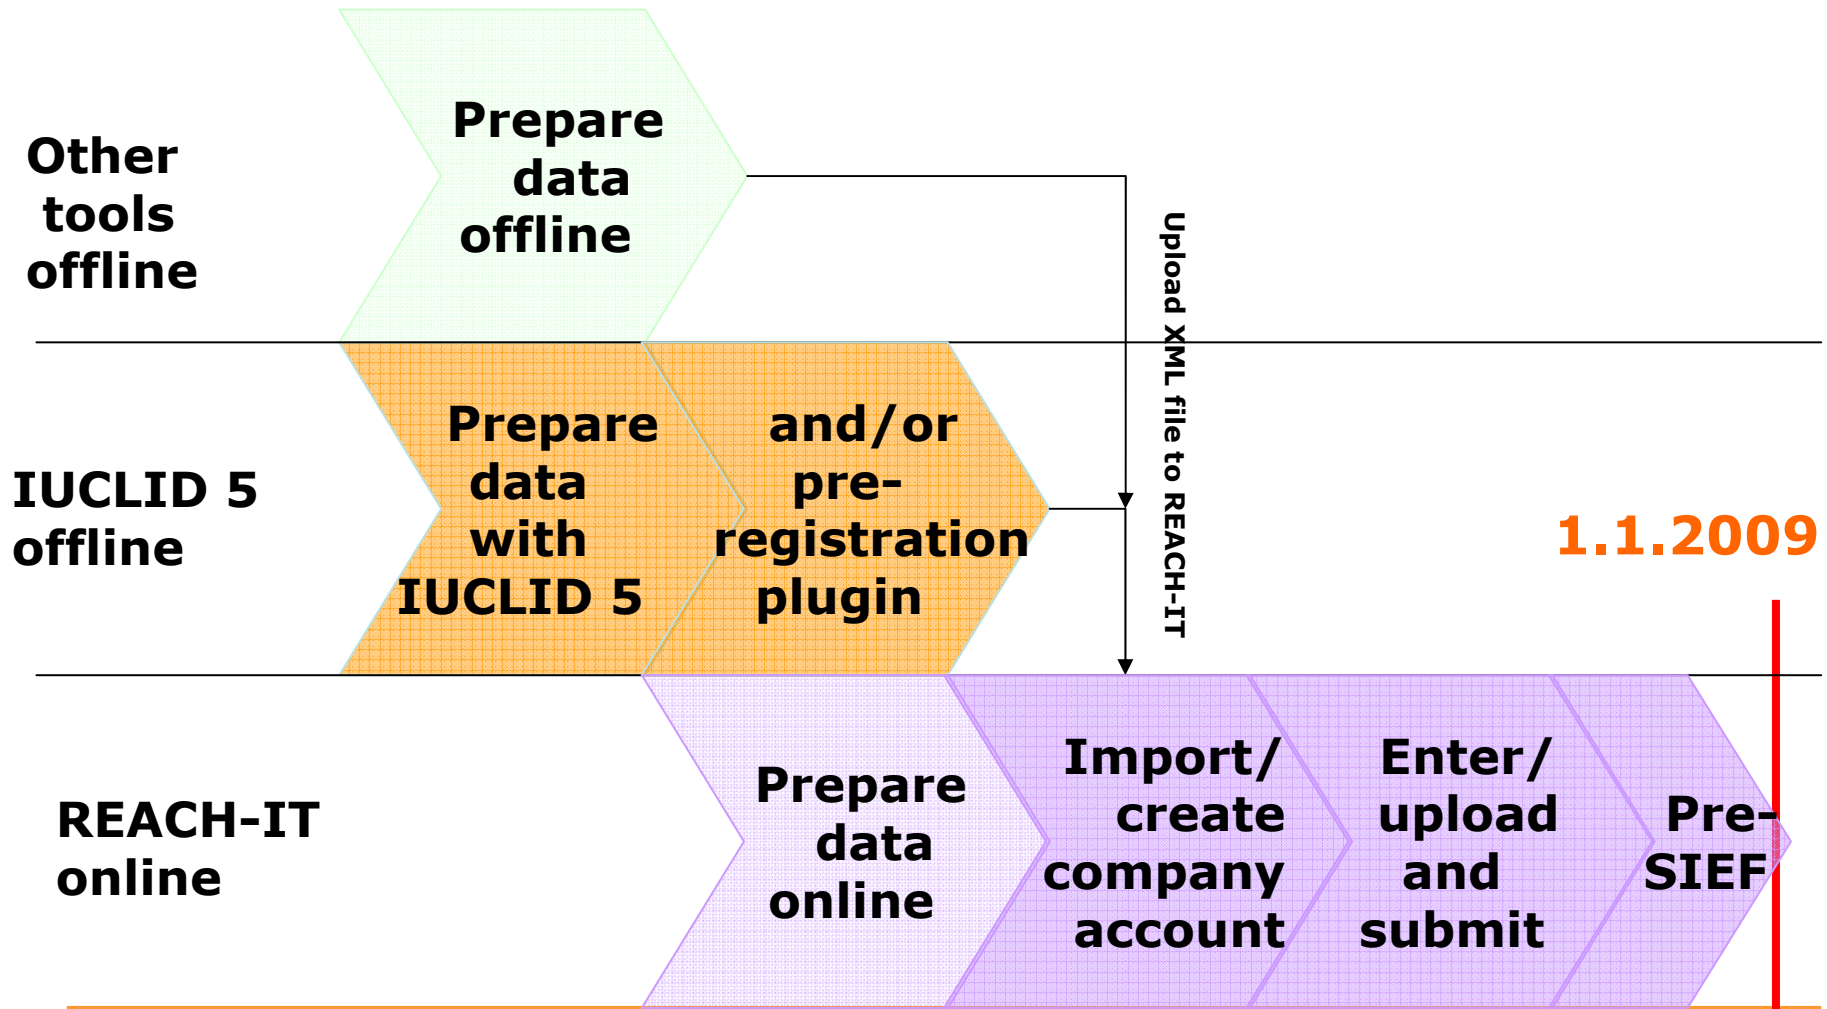 Other
tools
offline
Prepare
data
offline
Upload XML file to REACH-IT
IUCLID 5
offline
Prepare
data
with
IUCLID 5
and/or
pre-
registration
plugin
1.1.2009
REACH-IT
online
Prepare
data
online
Import/
create
company
account
Enter/
upload
and
submit
Pre-
SIEF